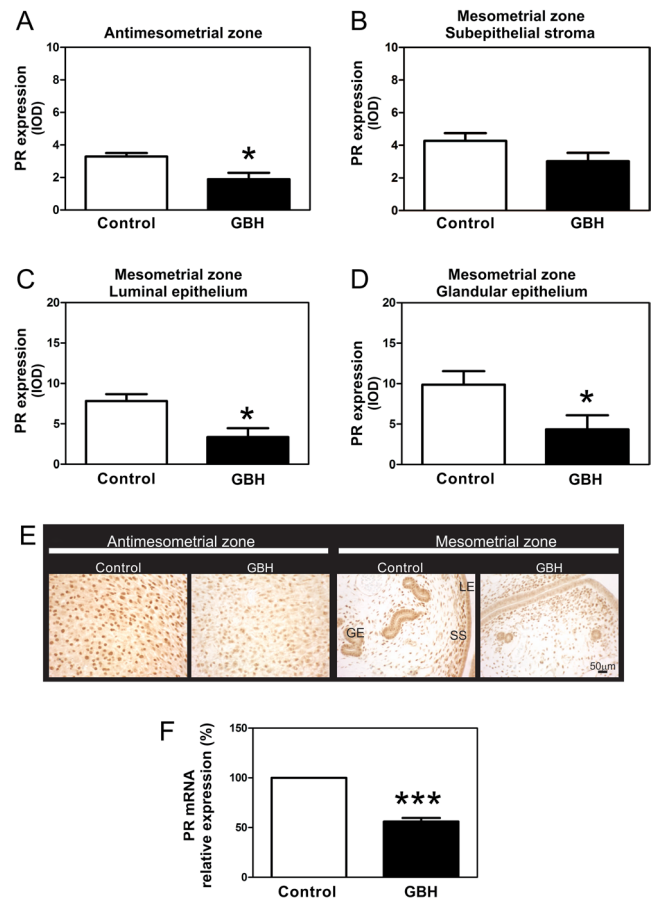 A
Antimesometrial zone
PR expression
(IOD)
10
8
6
4
2
0
*
Control
GBH
B
Mesometrial zone
Subepithelial stroma
PR expression
(IOD)
10
8
6
4
2
0
Control
GBH
C
Mesometrial zone
Luminal epithelium
PR expression
(IOD)
20
15
10
5
0
*
Control
GBH
D
Mesometrial zone
Glandular epithelium
PR expression
(IOD)
20
15
10
5
0
*
Control
GBH
E
Antimesometrial zone
Mesometrial zone
Control
GBH
Control
GBH
LE
GE
SS
50μm
F
PR mRNA
relative expression (%)
150
100
50
0
***
Control
GBH